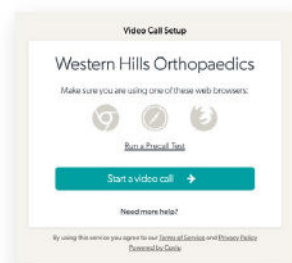 Video Call Setup
Western Hills Orthopaedics
Make sure you are using one of these web browsers:
Run a Precall Test
Start a video call
Need more help?
By using this service you agree to our Terms of Service and Privacy Policy
Powered by Coviu